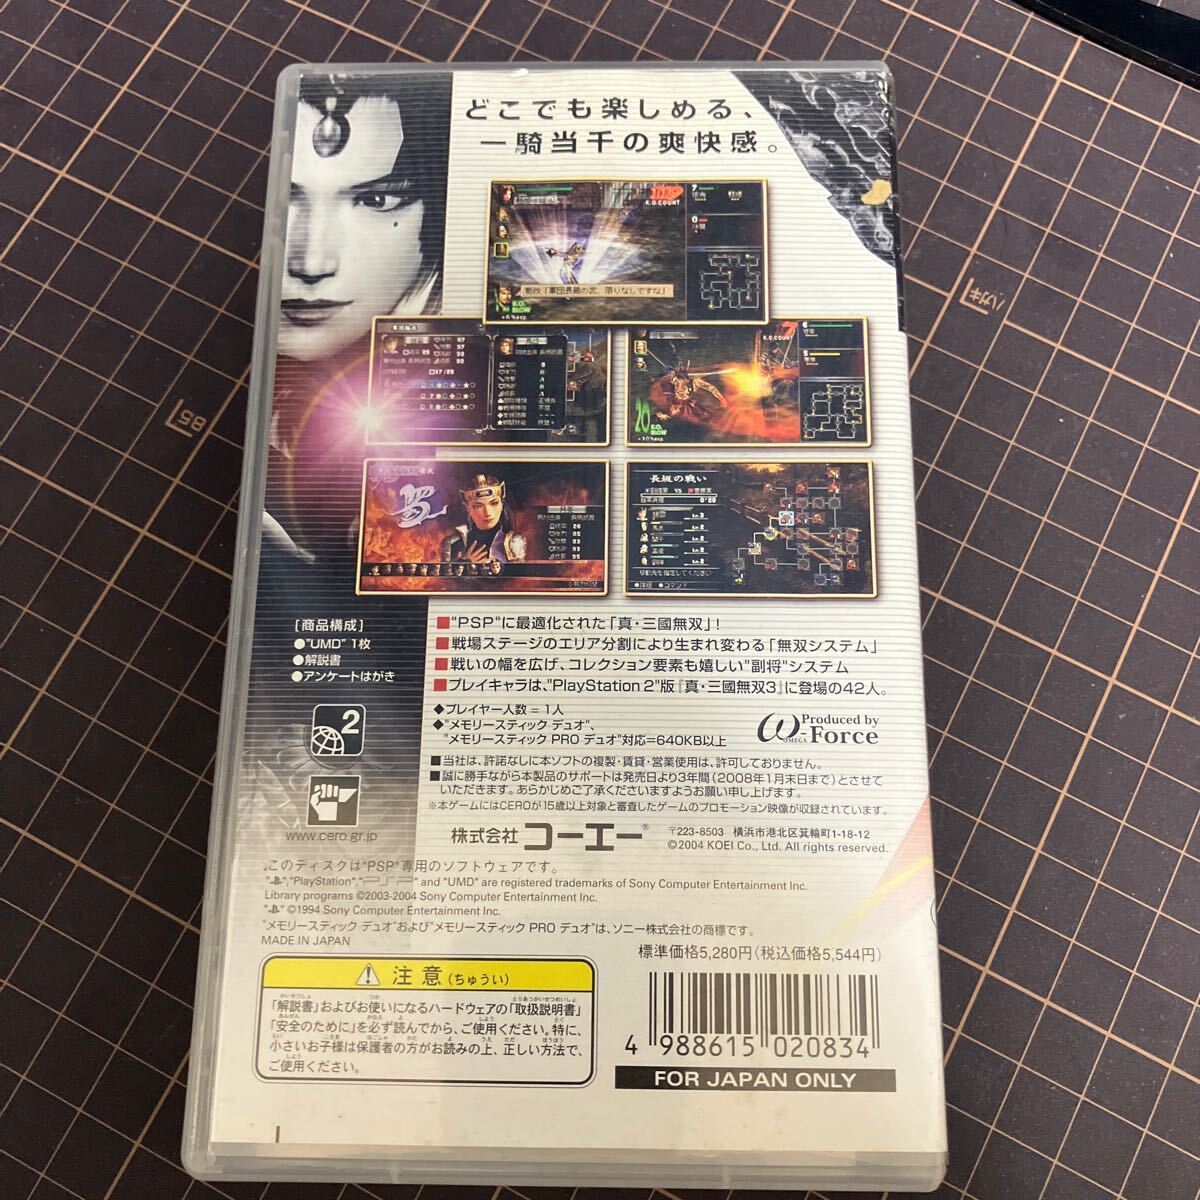 どこでも楽しめる、
一騎当千の爽快感。
K.O.COUNT
K.O.
BLOW
長坂の戦い
VS
移動先を指定してください
[商品構成]
●"UMD" 1枚
●解説書
●アンケートはがき
■"PSP"に最適化された「真・三國無双」!
■戦場ステージのエリア分割により生まれ変わる「無双システム」
■戦いの幅を広げ、コレクション要素も嬉しい"副将"システム
■プレイキャラは、"PlayStation 2"版『真・三國無双3』に登場の42人。
◆プレイヤー人数 = 1人
◆"メモリースティック デュオ"、
"メモリースティック PRO デュオ"対応=640KB以上
Produced by
ω-Force
OMEGA
2
www.cero.gr.jp
■当社は、許諾なしに本ソフトの複製・賃貸・営業使用は、許可しておりません。
■誠に勝手ながら本製品のサポートは発売日より3年間(2008年1月末日まで)とさせて
いただきます。あらかじめご了承くださいますようお願い申し上げます。
※本ゲームにはCEROが15歳以上対象と審査したゲームのプロモーション映像が収録されています。
株式会社コーエー®
〒223-8503 横浜市港北区箕輪町1-18-12
©2004 KOEI Co., Ltd. All rights reserved.
このディスクは"PSP"専用のソフトウェアです。
"PlayStation", "PSP" and "UMD" are registered trademarks of Sony Computer Entertainment Inc.
Library programs ©2003-2004 Sony Computer Entertainment Inc.
©1994 Sony Computer Entertainment Inc.
"メモリースティック デュオ"および"メモリースティック PRO デュオ"は、ソニー株式会社の商標です。
MADE IN JAPAN
標準価格5,280円(税込価格5,544円)
注意(ちゅうい)
「解説書」およびお使いになるハードウェアの「取扱説明書」
「安全のために」を必ず読んでから、ご使用ください。特に、
小さいお子様は保護者の方がお読みの上、正しい方法で、
ご使用ください。
4 988615 020834
FOR JAPAN ONLY
B5
ハガキ